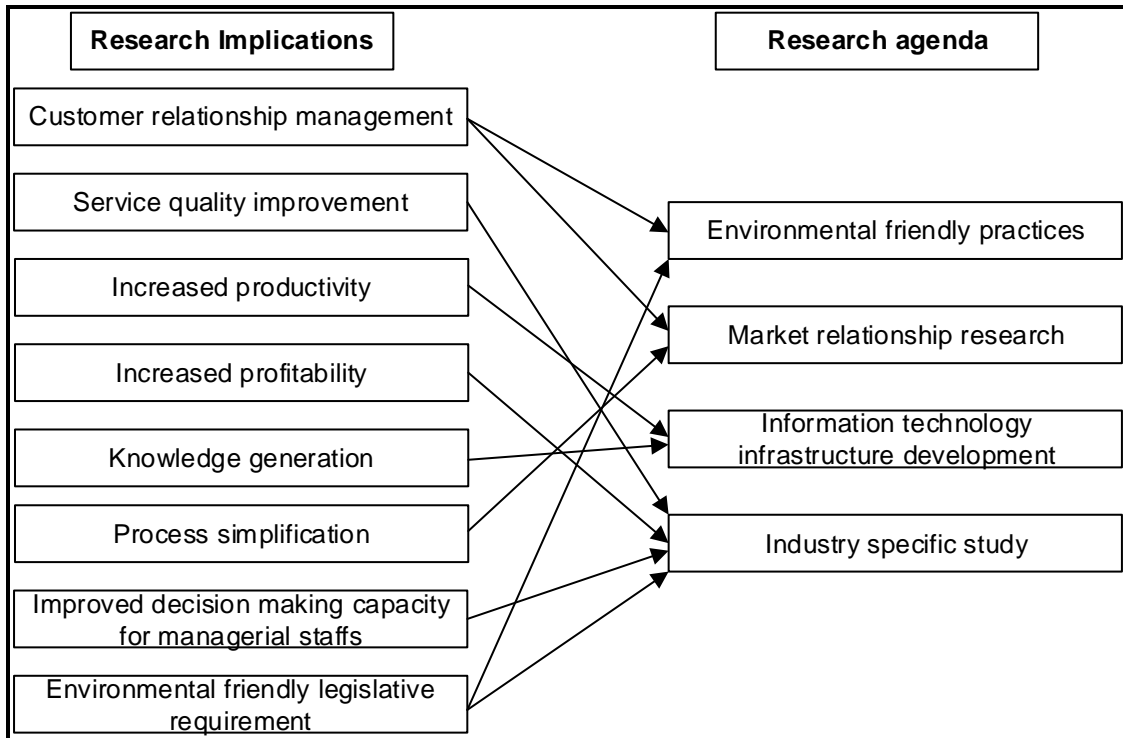 Research Implications
Research agenda
Customer relationship management
Service quality improvement
Increased productivity
Increased profitability
Knowledge generation
Process simplification
Improved decision making capacity
for managerial staffs
Environmental friendly legislative
requirement
Environmental friendly practices
Market relationship research
Information technology
infrastructure development
Industry specific study